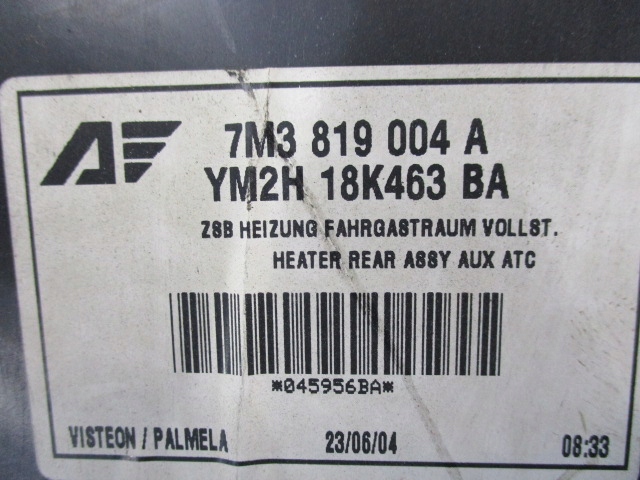 AF
7M3 819 004 A
YM2H 18K463 BA
ZSB HEIZUNG FAHRGASTRAUM VOLLST.
HEATER REAR ASSY AUX ATC
*045956BA*
VISTEON / PALMELA 23/06/04 08:33